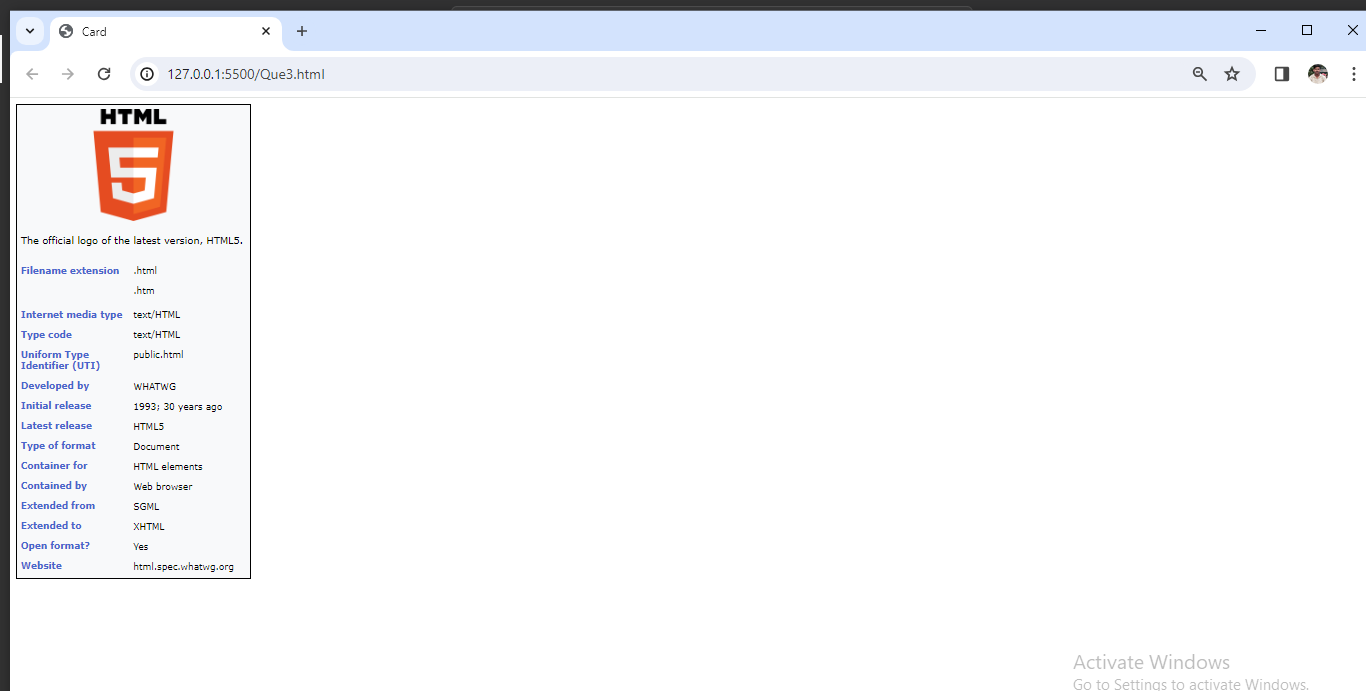 Card
127.0.0.1:5500/Que3.html
HTML
5
The official logo of the latest version, HTML5.
Filename extension .html
.htm
Internet media type text/HTML
Type code text/HTML
Uniform Type public.html
Identifier (UTI)
Developed by WHATWG
Initial release 1993; 30 years ago
Latest release HTML5
Type of format Document
Container for HTML elements
Contained by Web browser
Extended from SGML
Extended to XHTML
Open format? Yes
Website html.spec.whatwg.org
Activate Windows
Go to Settings to activate Windows.